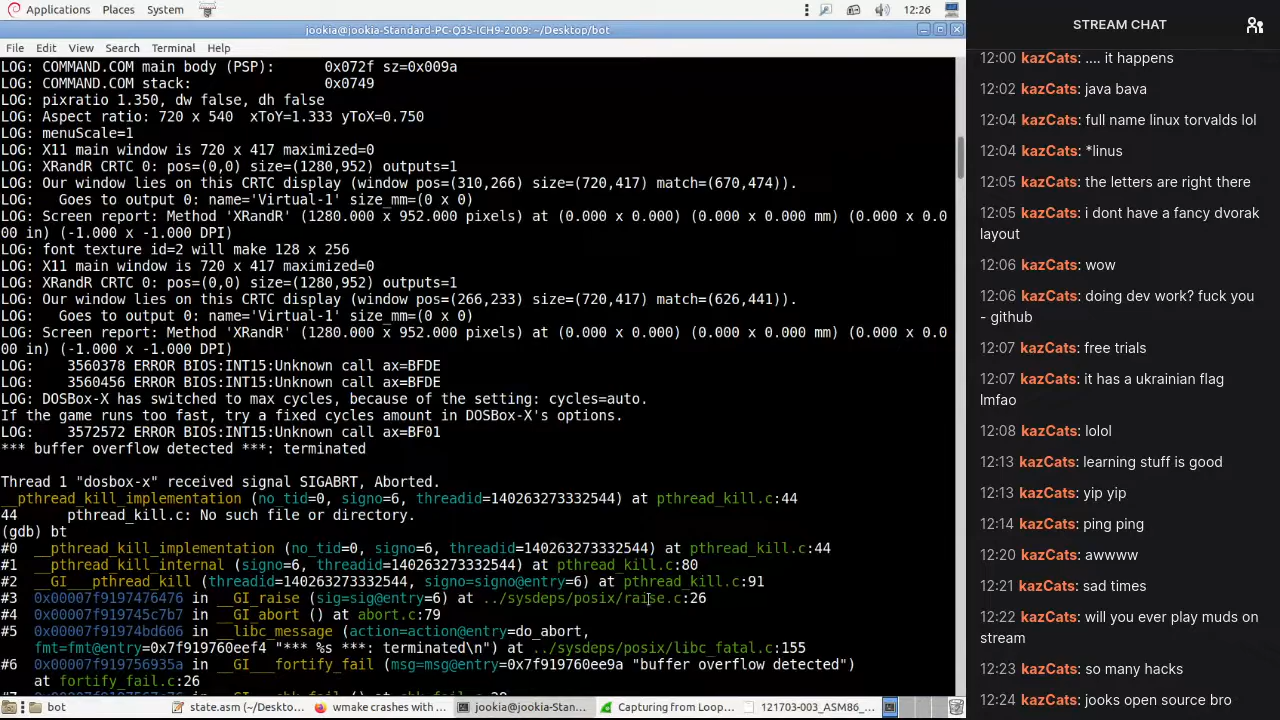 Applications Places System 12:26
jookia@jookia-Standard-PC-Q35-ICH9-2009: ~/Desktop/bot
File Edit View Search Terminal Help
LOG: COMMAND.COM main body (PSP):      0x072f sz=0x009a
LOG: COMMAND.COM stack:                0x0749
LOG: pixratio 1.350, dw false, dh false
LOG: Aspect ratio: 720 x 540  xToY=1.333 yToX=0.750
LOG: menuScale=1
LOG: X11 main window is 720 x 417 maximized=0
LOG: XRandR CRTC 0: pos=(0,0) size=(1280,952) outputs=1
LOG: Our window lies on this CRTC display (window pos=(310,266) size=(720,417) match=(670,474)).
LOG:   Goes to output 0: name='Virtual-1' size_mm=(0 x 0)
LOG: Screen report: Method 'XRandR' (1280.000 x 952.000 pixels) at (0.000 x 0.000) (0.000 x 0.000 mm) (0.000 x 0.0
00 in) (-1.000 x -1.000 DPI)
LOG: font texture id=2 will make 128 x 256
LOG: X11 main window is 720 x 417 maximized=0
LOG: XRandR CRTC 0: pos=(0,0) size=(1280,952) outputs=1
LOG: Our window lies on this CRTC display (window pos=(266,233) size=(720,417) match=(626,441)).
LOG:   Goes to output 0: name='Virtual-1' size_mm=(0 x 0)
LOG: Screen report: Method 'XRandR' (1280.000 x 952.000 pixels) at (0.000 x 0.000) (0.000 x 0.000 mm) (0.000 x 0.0
00 in) (-1.000 x -1.000 DPI)
LOG:    3560378 ERROR BIOS:INT15:Unknown call ax=BFDE
LOG:    3560456 ERROR BIOS:INT15:Unknown call ax=BFDE
LOG: DOSBox-X has switched to max cycles, because of the setting: cycles=auto.
If the game runs too fast, try a fixed cycles amount in DOSBox-X's options.
LOG:    3572572 ERROR BIOS:INT15:Unknown call ax=BF01
*** buffer overflow detected ***: terminated
Thread 1 "dosbox-x" received signal SIGABRT, Aborted.
__pthread_kill_implementation (no_tid=0, signo=6, threadid=140263273332544) at pthread_kill.c:44
44      pthread_kill.c: No such file or directory.
(gdb) bt
#0  __pthread_kill_implementation (no_tid=0, signo=6, threadid=140263273332544) at pthread_kill.c:44
#1  __pthread_kill_internal (signo=6, threadid=140263273332544) at pthread_kill.c:80
#2  __GI___pthread_kill (threadid=140263273332544, signo=signo@entry=6) at pthread_kill.c:91
#3  0x00007f9197476476 in __GI_raise (sig=sig@entry=6) at ../sysdeps/posix/raise.c:26
#4  0x00007f919745c7b7 in __GI_abort () at abort.c:79
#5  0x00007f91974bd606 in __libc_message (action=action@entry=do_abort,
    fmt=fmt@entry=0x7f919760eef4 "*** %s ***: terminated\n") at ../sysdeps/posix/libc_fatal.c:155
#6  0x00007f919756935a in __GI___fortify_fail (msg=msg@entry=0x7f919760ee9a "buffer overflow detected")
    at fortify_fail.c:26
bot state.asm (~/Deskto... wmake crashes with ... jookia@jookia-Stan... Capturing from Loop... 121703-003_ASM86_...
STREAM CHAT
12:00 kazCats: .... it happens
12:02 kazCats: java bava
12:04 kazCats: full name linux torvalds lol
12:04 kazCats: *linus
12:05 kazCats: the letters are right there
12:05 kazCats: i dont have a fancy dvorak
layout
12:06 kazCats: wow
12:06 kazCats: doing dev work? fuck you
- github
12:07 kazCats: free trials
12:07 kazCats: it has a ukrainian flag
lmfao
12:08 kazCats: lolol
12:13 kazCats: learning stuff is good
12:13 kazCats: yip yip
12:14 kazCats: ping ping
12:20 kazCats: awwww
12:21 kazCats: sad times
12:22 kazCats: will you ever play muds on
stream
12:23 kazCats: so many hacks
12:24 kazCats: jooks open source bro